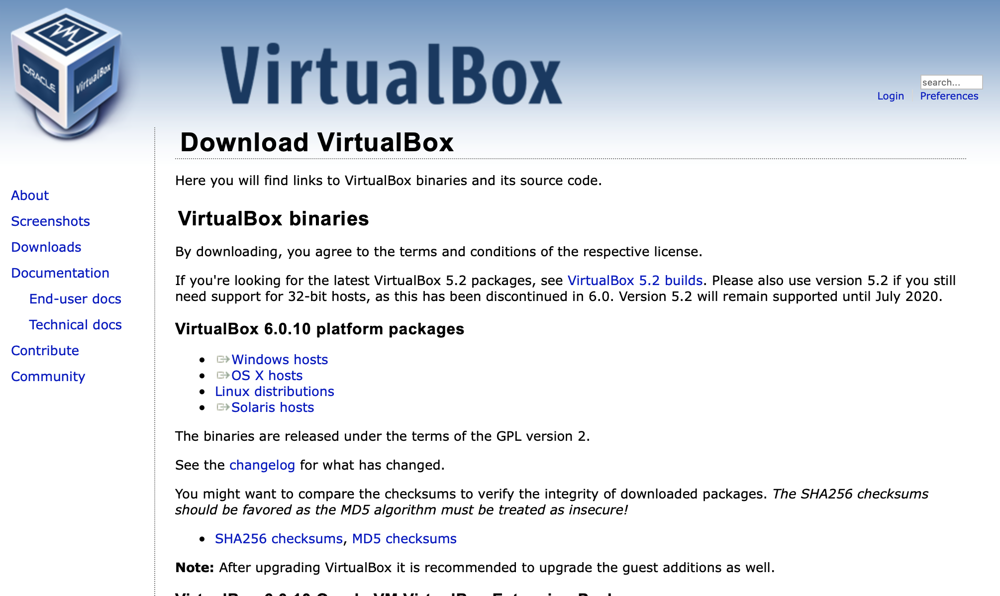 ORACLE
VirtualBox
VirtualBox
search...
Login
Preferences
About
Screenshots
Downloads
Documentation
End-user docs
Technical docs
Contribute
Community
Download VirtualBox
Here you will find links to VirtualBox binaries and its source code.
VirtualBox binaries
By downloading, you agree to the terms and conditions of the respective license.
If you're looking for the latest VirtualBox 5.2 packages, see VirtualBox 5.2 builds. Please also use version 5.2 if you still
need support for 32-bit hosts, as this has been discontinued in 6.0. Version 5.2 will remain supported until July 2020.
VirtualBox 6.0.10 platform packages
Windows hosts
OS X hosts
Linux distributions
Solaris hosts
The binaries are released under the terms of the GPL version 2.
See the changelog for what has changed.
You might want to compare the checksums to verify the integrity of downloaded packages. The SHA256 checksums
should be favored as the MD5 algorithm must be treated as insecure!
SHA256 checksums, MD5 checksums
Note: After upgrading VirtualBox it is recommended to upgrade the guest additions as well.